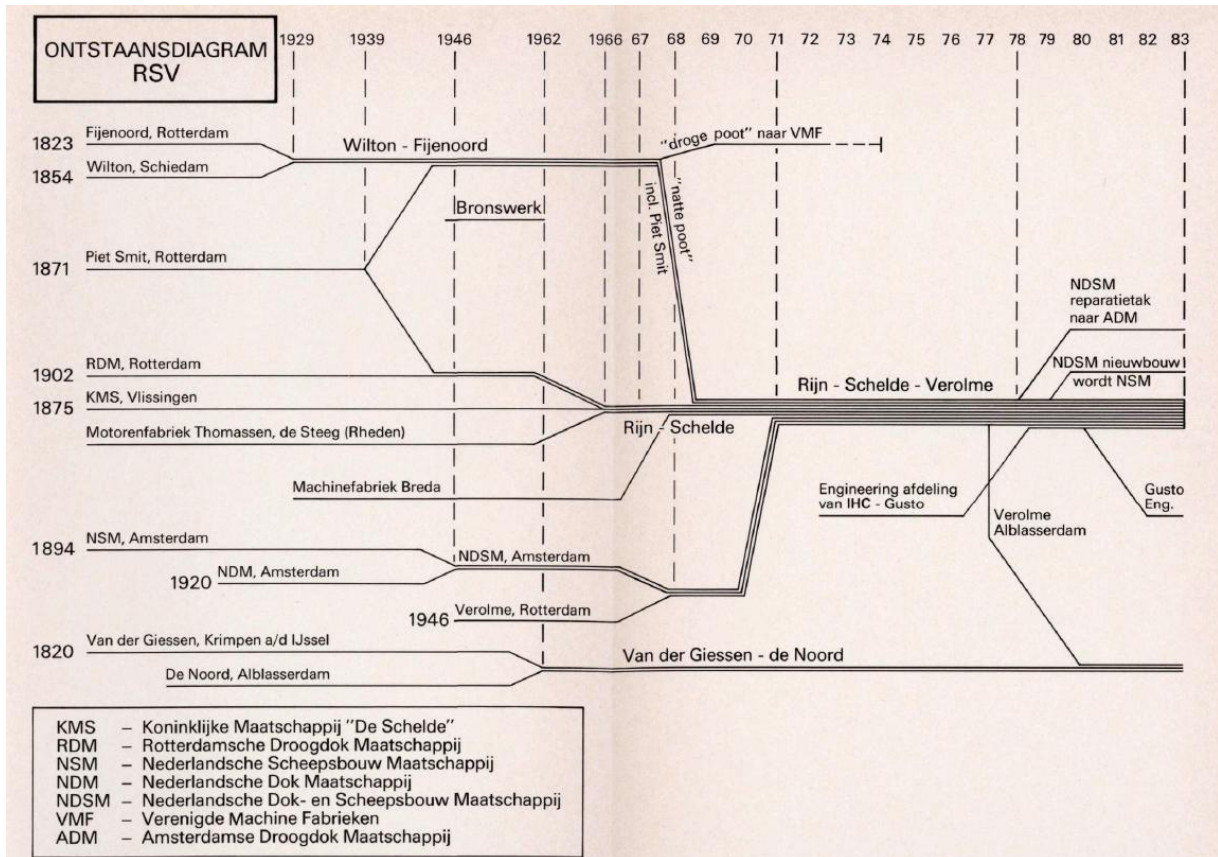 ONTSTAANSDIAGRAM
RSV
1929 1939 1946 1962 1966 67 68 69 70 71 72 73 74 75 76 77 78 79 80 81 82 83
1823 Fijenoord, Rotterdam
Wilton - Fijenoord
"droge poot" naar VMF
1854 Wilton, Schiedam
Bronswerk
incl. Piet Smit
"natte poot"
1871 Piet Smit, Rotterdam
NDSM
reparatietak
naar ADM
1902 RDM, Rotterdam
NDSM nieuwbouw
wordt NSM
Rijn - Schelde - Verolme
1875 KMS, Vlissingen
Rijn - Schelde
Motorenfabriek Thomassen, de Steeg (Rheden)
Machinefabriek Breda
Engineering afdeling
van IHC - Gusto
Gusto
Eng.
Verolme
Alblasserdam
1894 NSM, Amsterdam
NDSM, Amsterdam
1920 NDM, Amsterdam
1946 Verolme, Rotterdam
1820 Van der Giessen, Krimpen a/d IJssel
Van der Giessen - de Noord
De Noord, Alblasserdam
KMS – Koninklijke Maatschappij "De Schelde"
RDM – Rotterdamsche Droogdok Maatschappij
NSM – Nederlandsche Scheepsbouw Maatschappij
NDM – Nederlandsche Dok Maatschappij
NDSM – Nederlandsche Dok- en Scheepsbouw Maatschappij
VMF – Verenigde Machine Fabrieken
ADM – Amsterdamse Droogdok Maatschappij